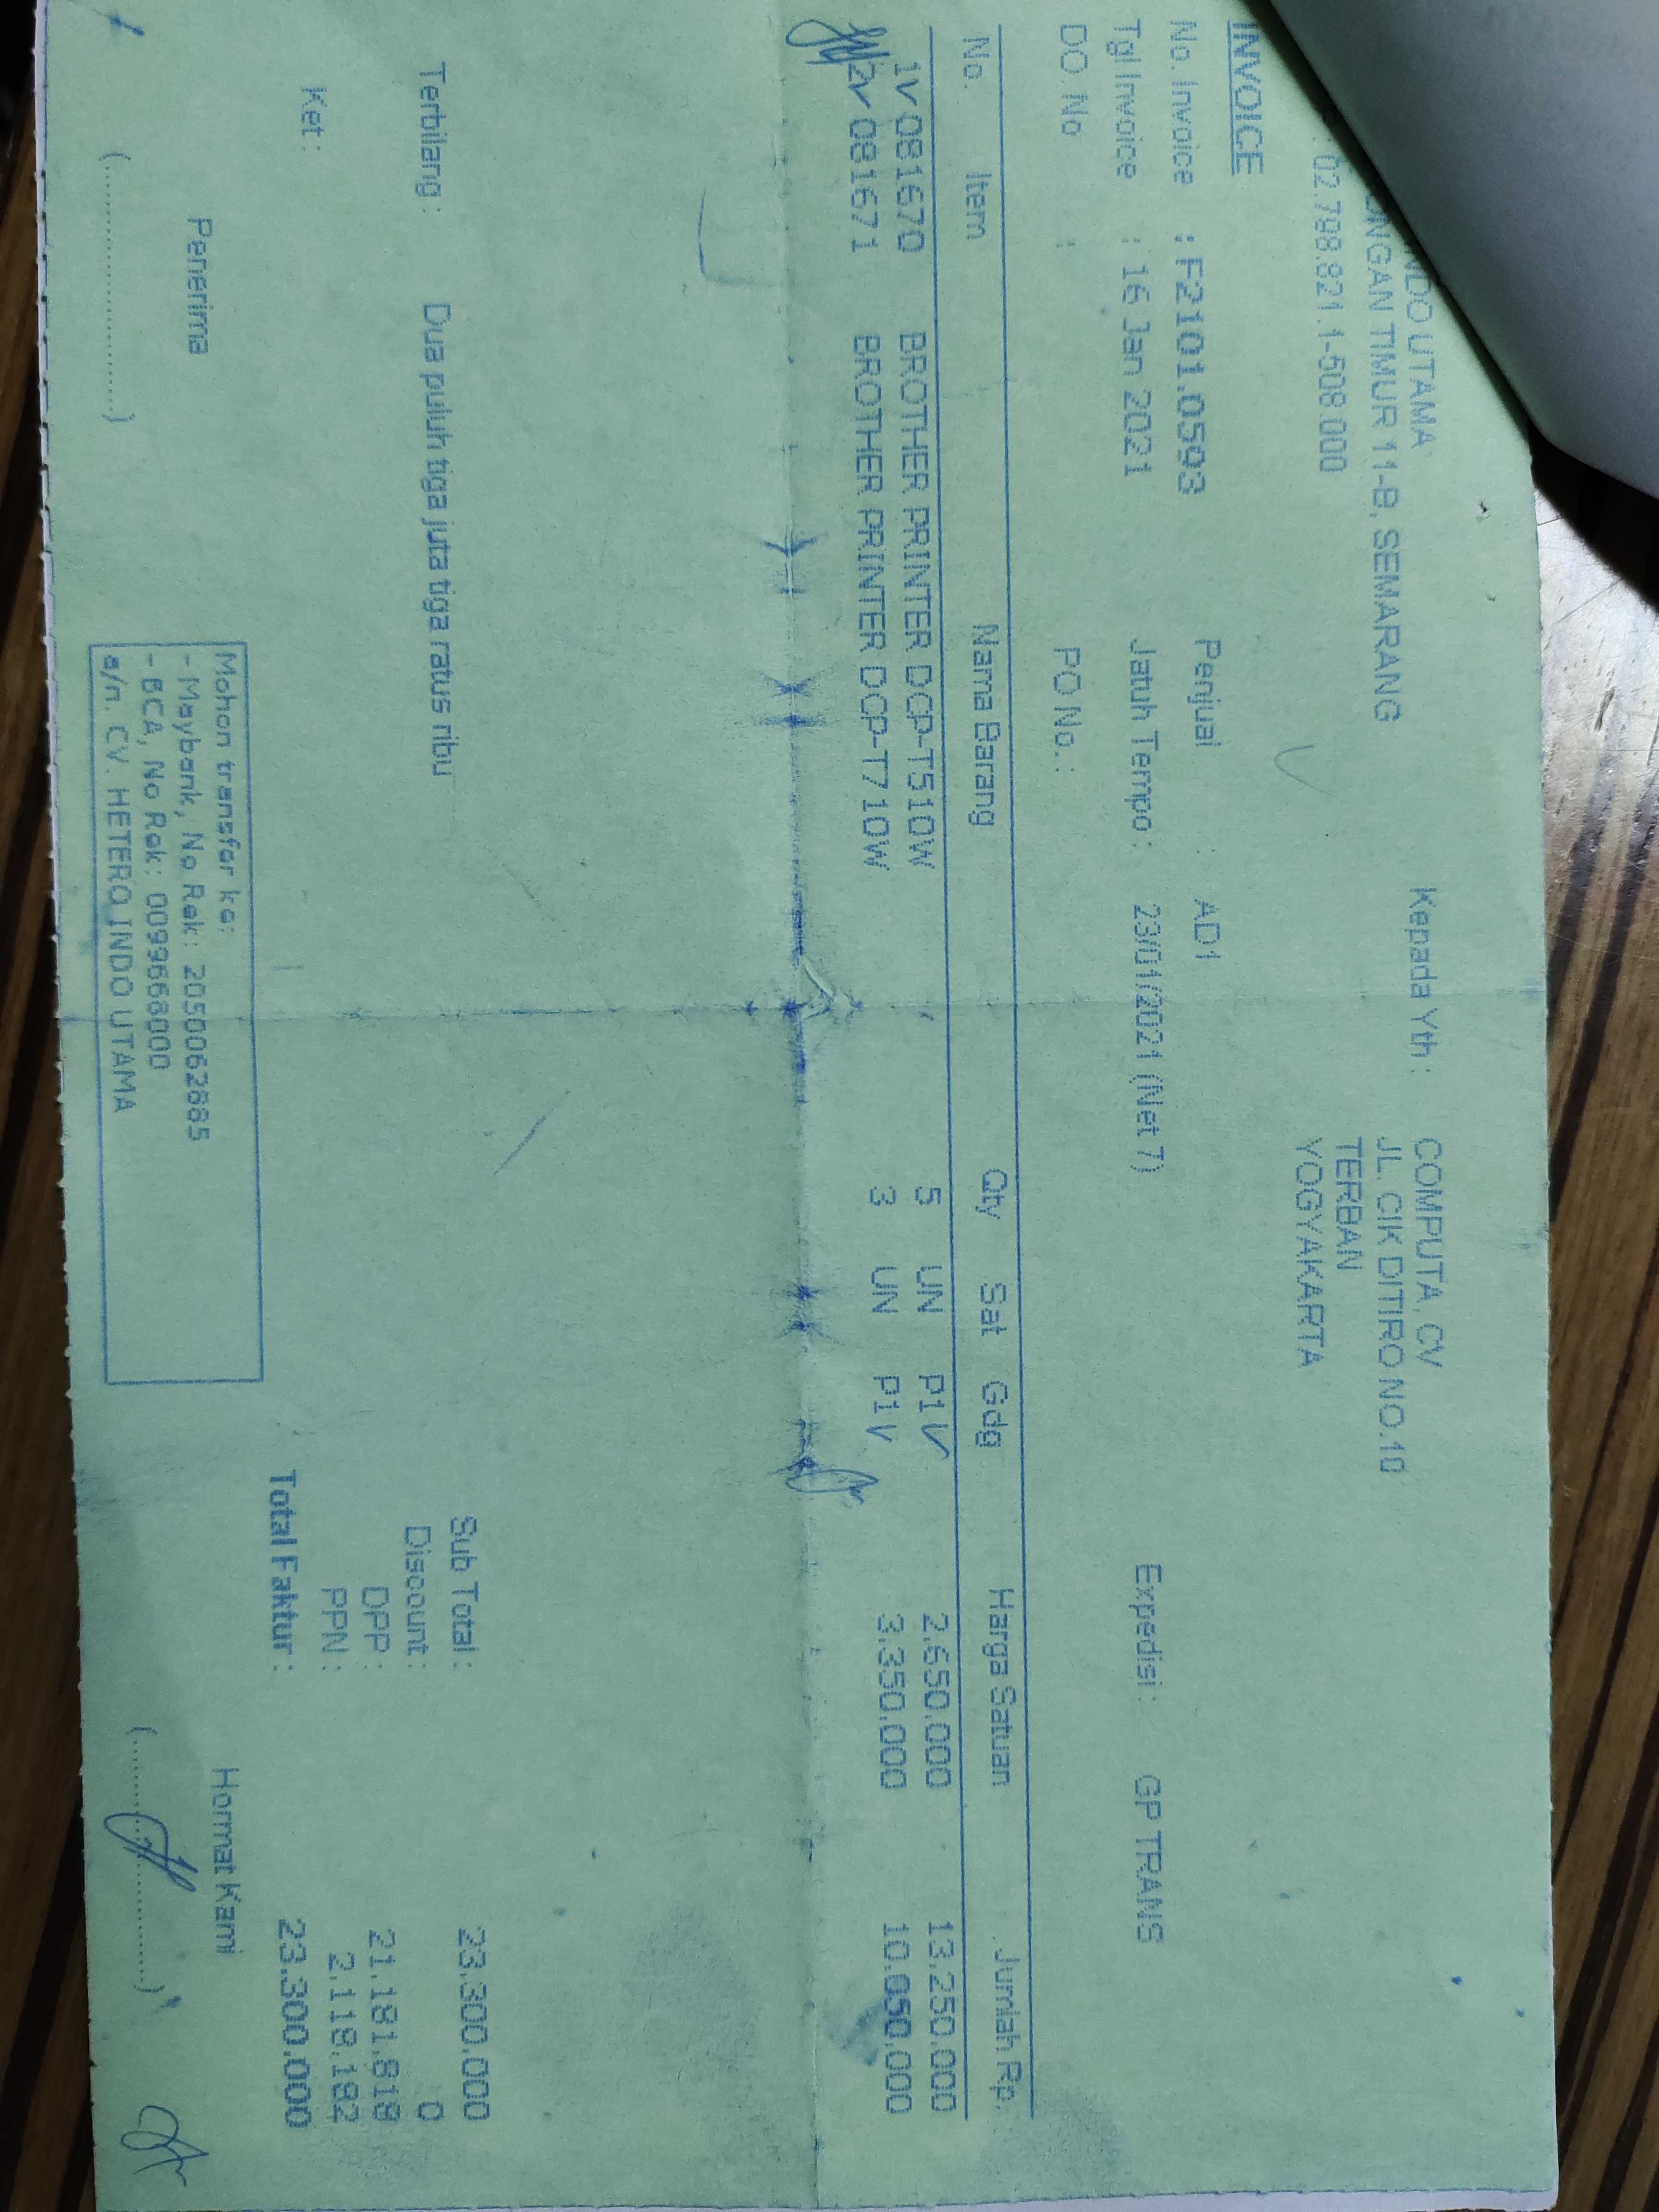 UTAMA
TIMUR 11-B, SEMARANG
02.798.821.1-508.000
Kepada Yth :
COMPUTA, CV
JL. CIK DITIRO NO.10
TERBAN
YOGYAKARTA
INVOICE
No. Invoice : F2101.0593 Penjual : AD1
Tgl Invoice : 16 Jan 2021 Jatuh Tempo : 23/01/2021 (Net 7) Expedisi : GP TRANS
DO. No : PO No. :
No. Item Nama Barang Qty Sat Gdg Harga Satuan Jumlah Rp.
1 081670 BROTHER PRINTER DCP-T510W 5 UN P1 2.650.000 13.250.000
2 081671 BROTHER PRINTER DCP-T710W 3 UN P1 3.350.000 10.050.000
Terbilang : Dua puluh tiga juta tiga ratus ribu
Sub Total : 23.300.000
Discount : 0
DPP : 21.181.818
PPN : 2.118.182
Ket :
Total Faktur : 23.300.000
Penerima
Hormat Kami
Mohon transfer ke:
- Maybank, No Rek: 2050062885
- BCA, No Rek: 0099668000
a/n. CV. HETERO INDO UTAMA
(....................)
(....................)